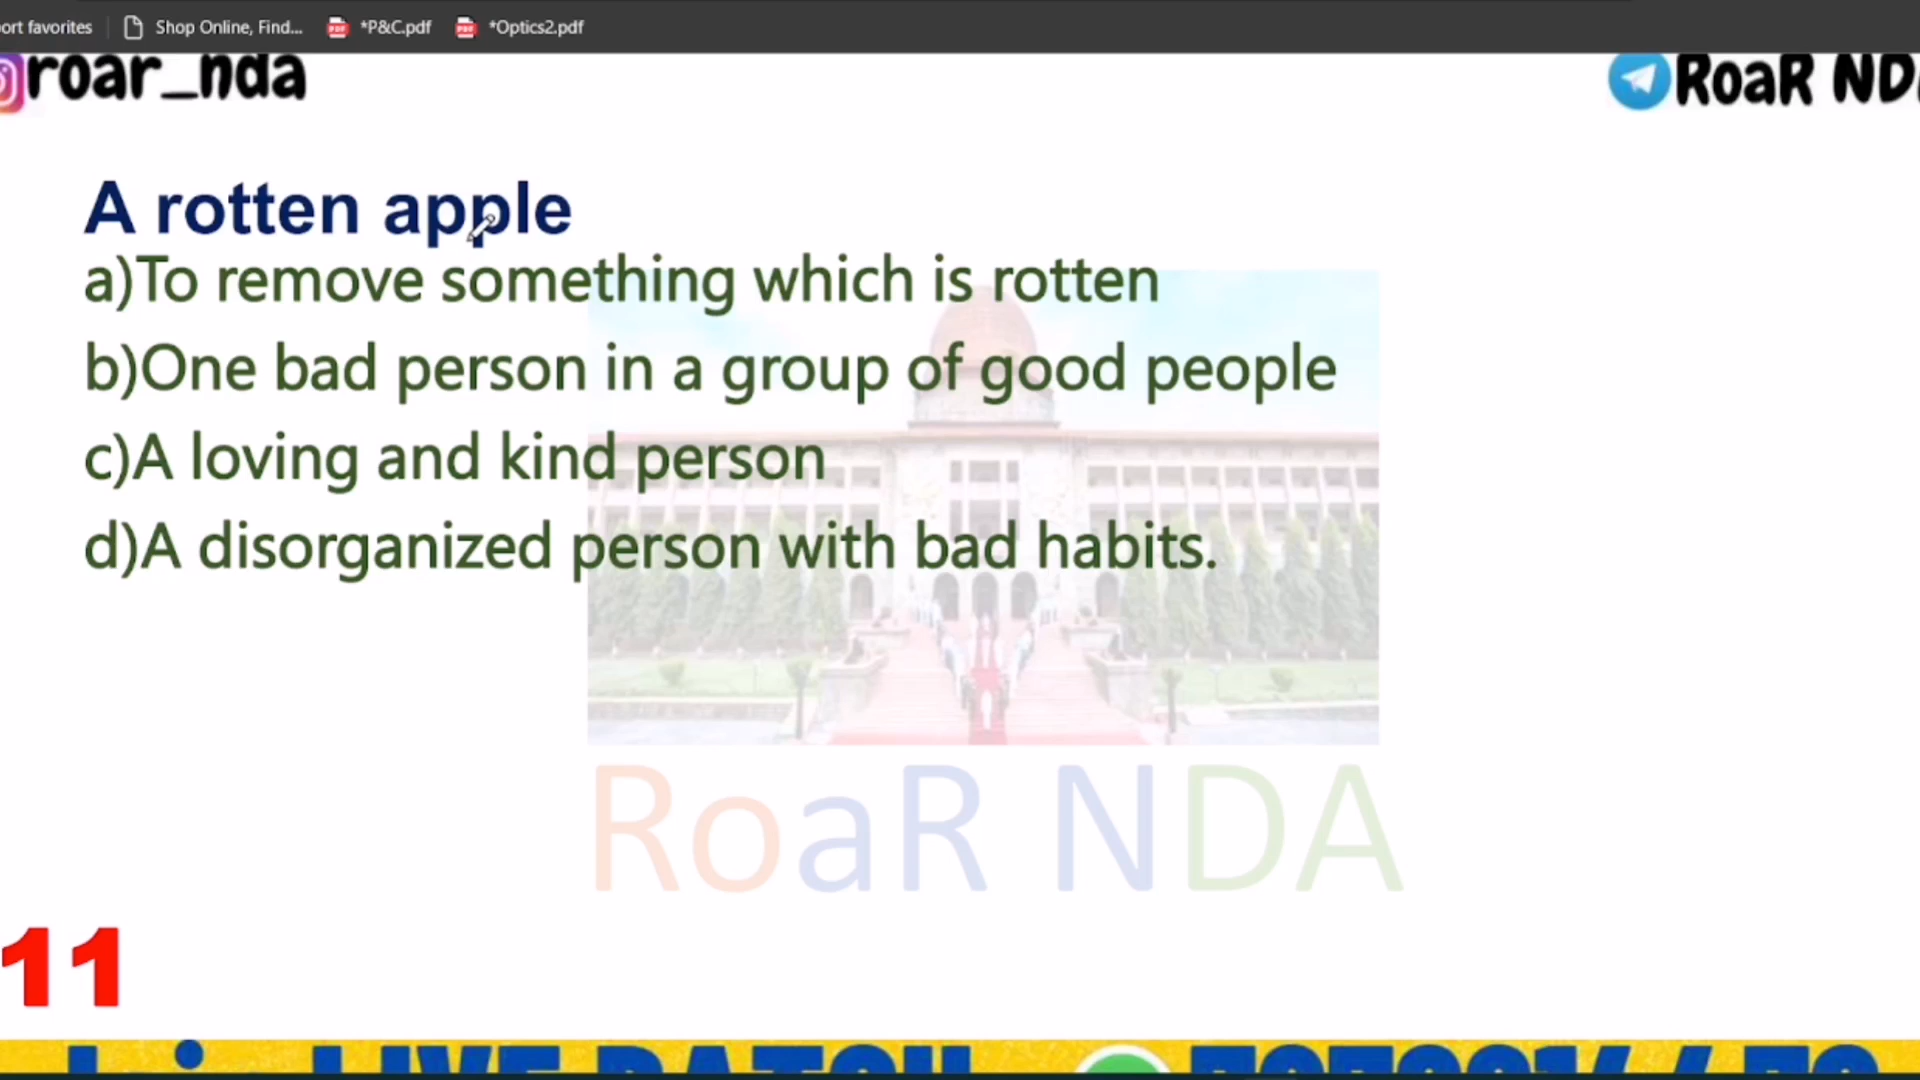 ort favorites Shop Online, Find... *P&C.pdf *Optics2.pdf
roar_nda RoaR ND
A rotten apple
a)To remove something which is rotten
b)One bad person in a group of good people
c)A loving and kind person
d)A disorganized person with bad habits.
RoaR NDA
11
LIVE BATCH